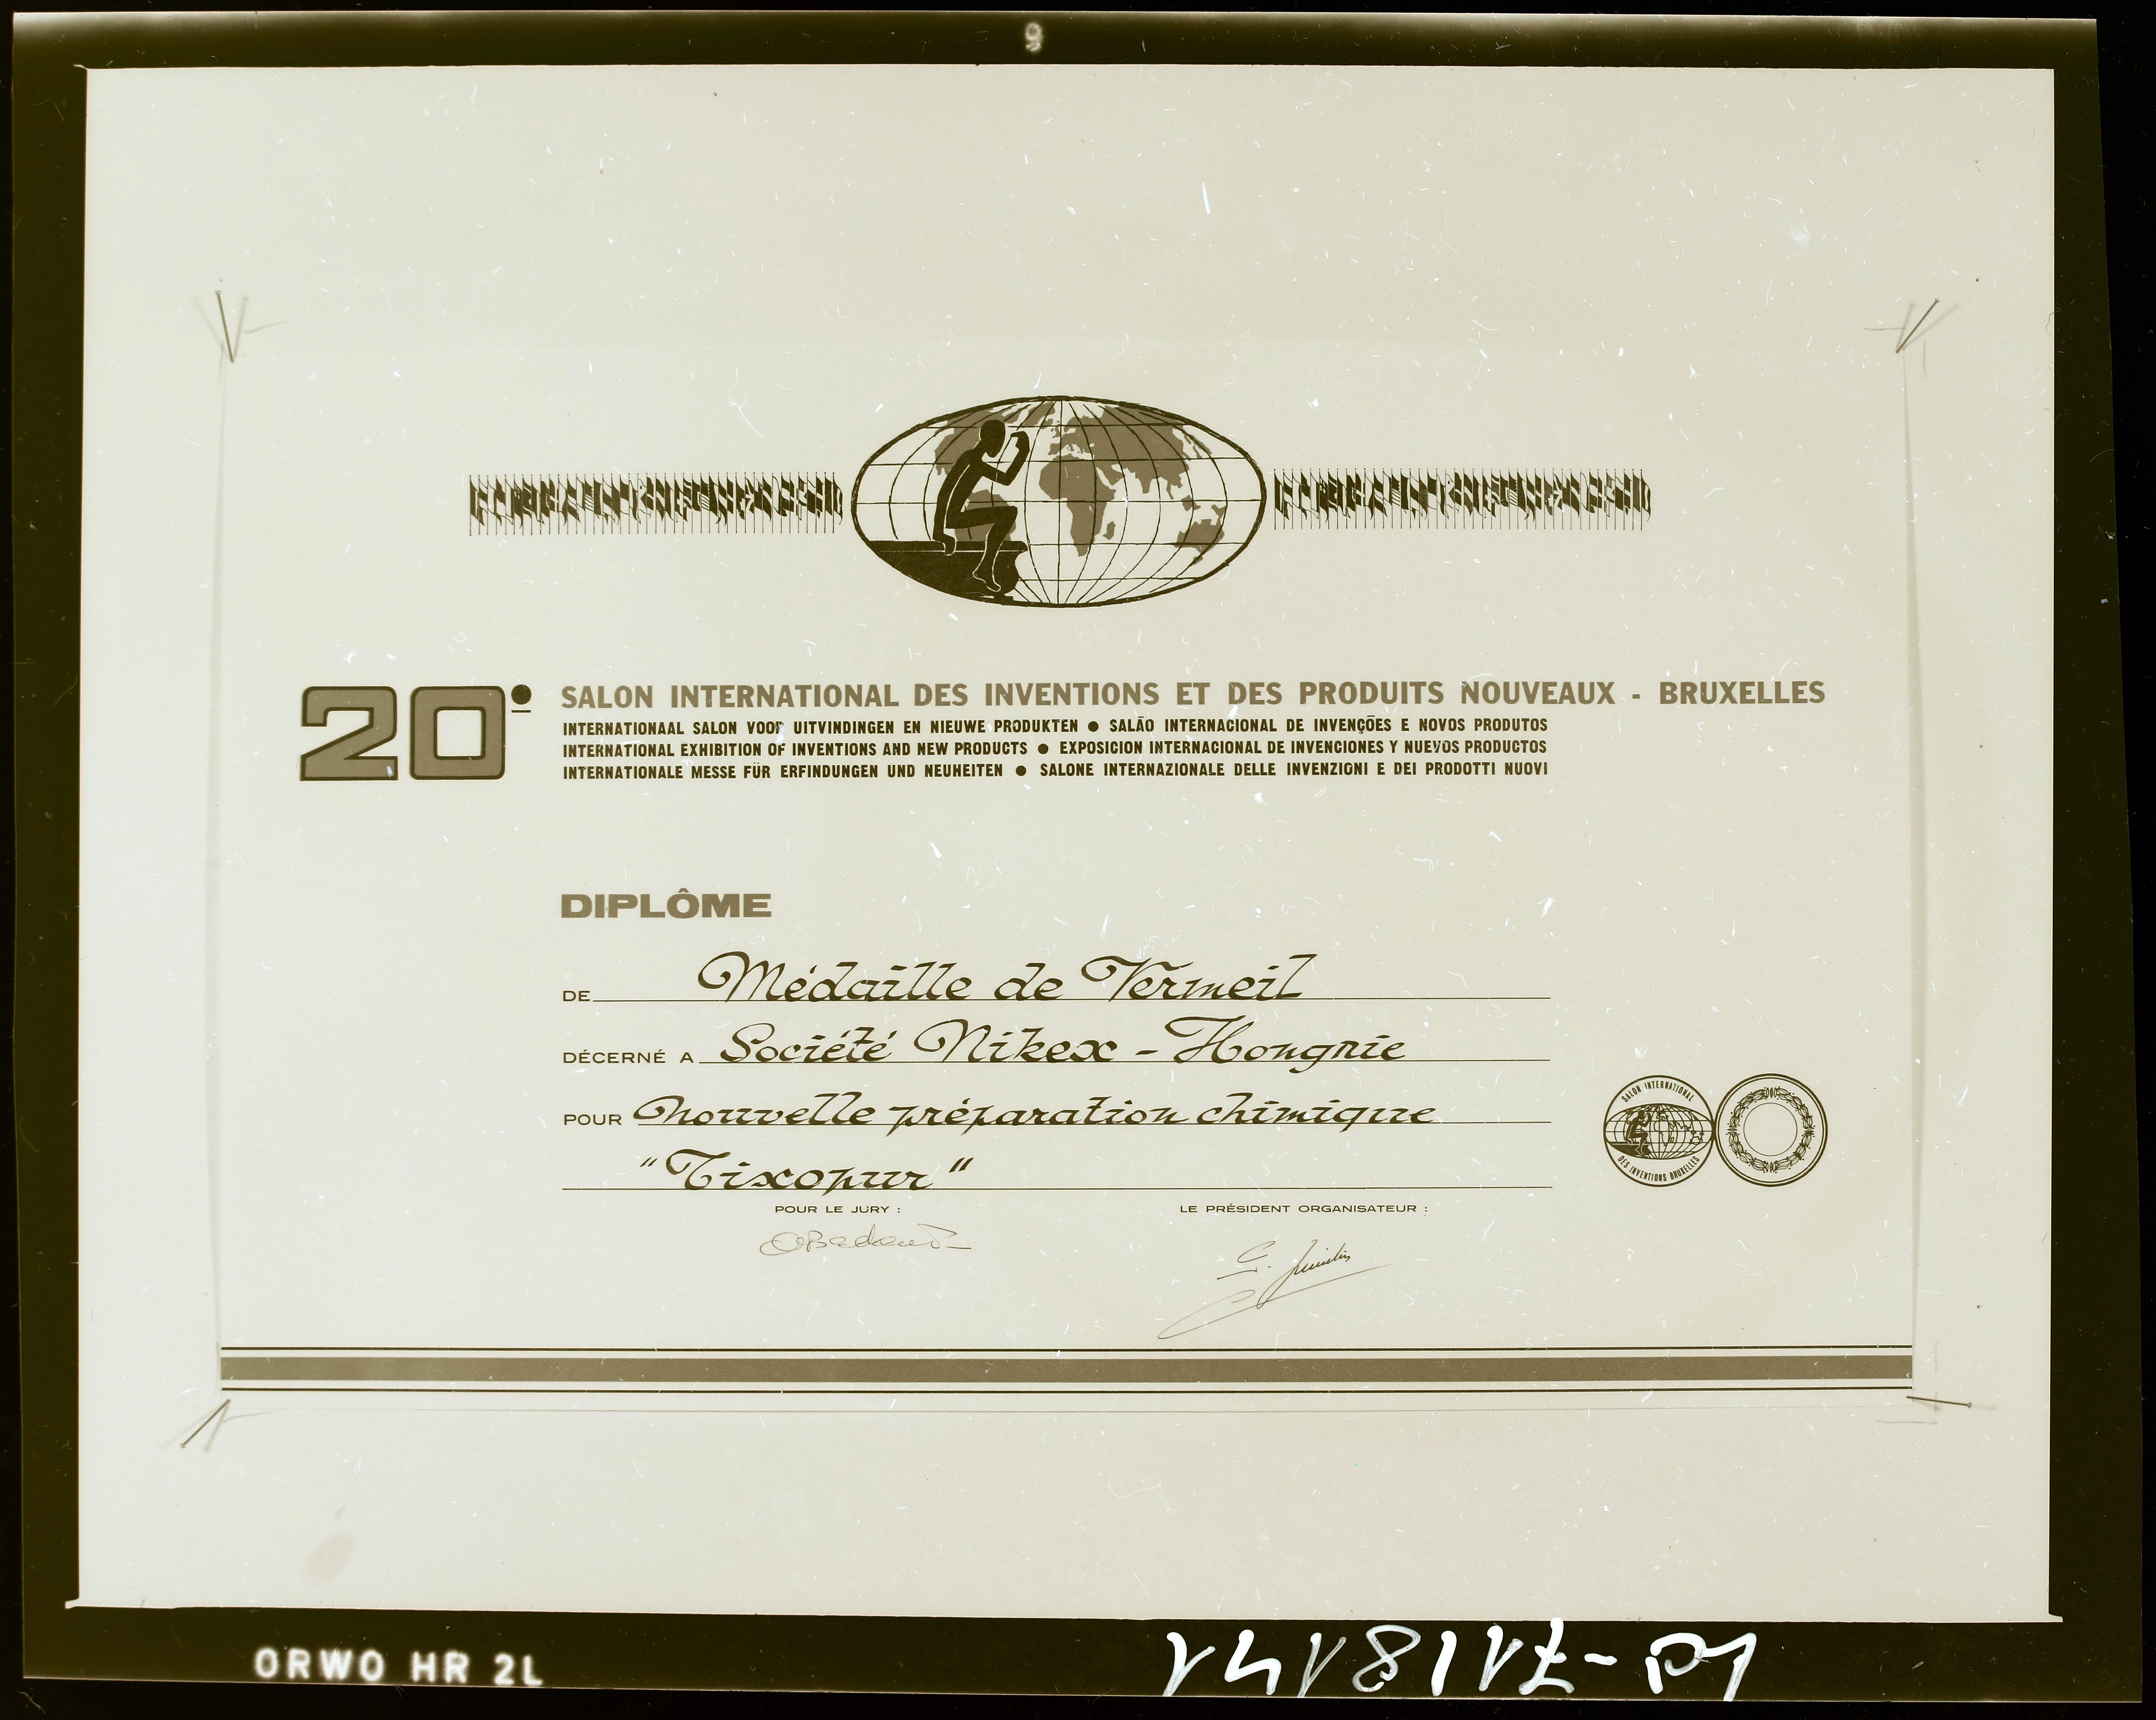 9
20e
SALON INTERNATIONAL DES INVENTIONS ET DES PRODUITS NOUVEAUX - BRUXELLES
INTERNATIONAAL SALON VOOR UITVINDINGEN EN NIEUWE PRODUKTEN ● SALÃO INTERNACIONAL DE INVENÇÕES E NOVOS PRODUTOS
INTERNATIONAL EXHIBITION OF INVENTIONS AND NEW PRODUCTS ● EXPOSICION INTERNACIONAL DE INVENCIONES Y NUEVOS PRODUCTOS
INTERNATIONALE MESSE FÜR ERFINDUNGEN UND NEUHEITEN ● SALONE INTERNAZIONALE DELLE INVENZIONI E DEI PRODOTTI NUOVI
DIPLÔME
DE Médaille de Vermeil
DÉCERNÉ A Société Nikex - Hongrie
POUR Nouvelle préparation chimique
"Tixopur"
SALON INTERNATIONAL
DES INVENTIONS BRUXELLES
POUR LE JURY :
LE PRÉSIDENT ORGANISATEUR :
ORWO HR 2L